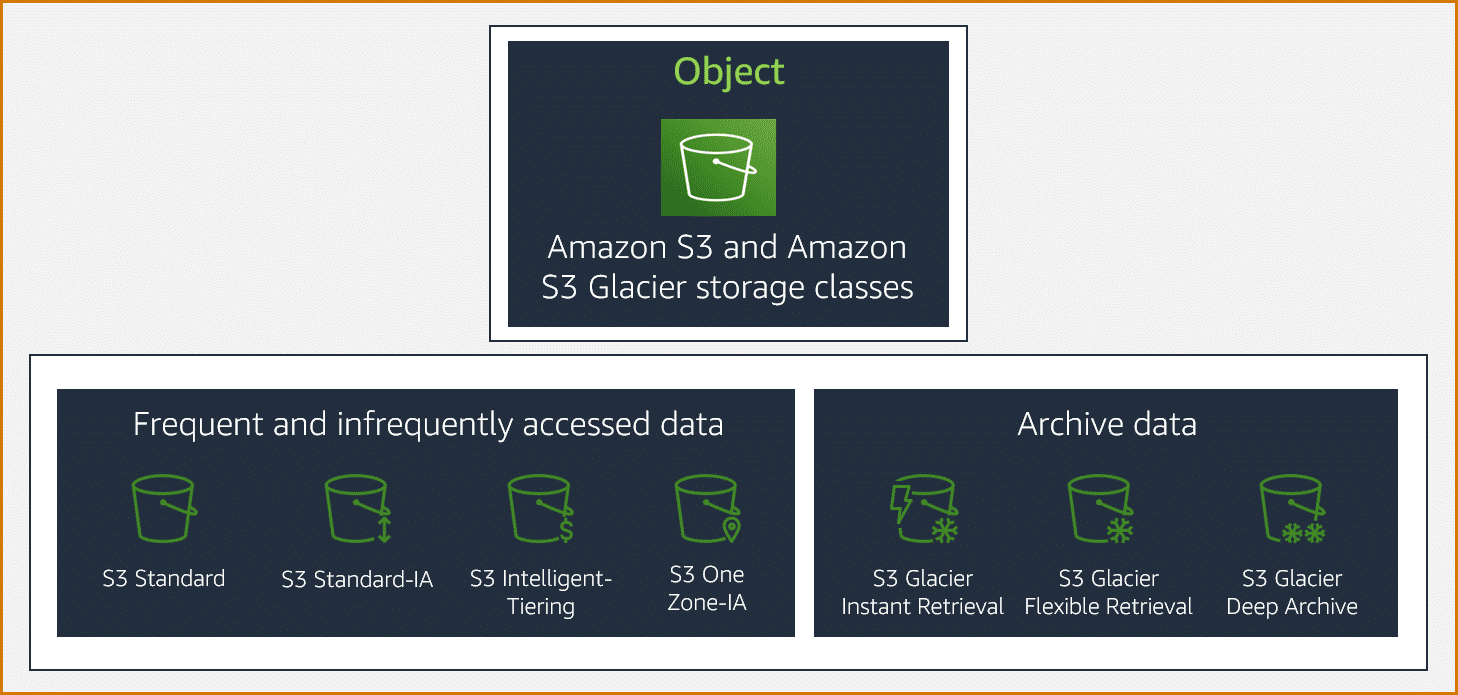 Object
Amazon S3 and Amazon
S3 Glacier storage classes
Frequent and infrequently accessed data
S3 Standard
S3 Standard-IA
S3 Intelligent-
Tiering
S3 One
Zone-IA
Archive data
S3 Glacier
Instant Retrieval
S3 Glacier
Flexible Retrieval
S3 Glacier
Deep Archive